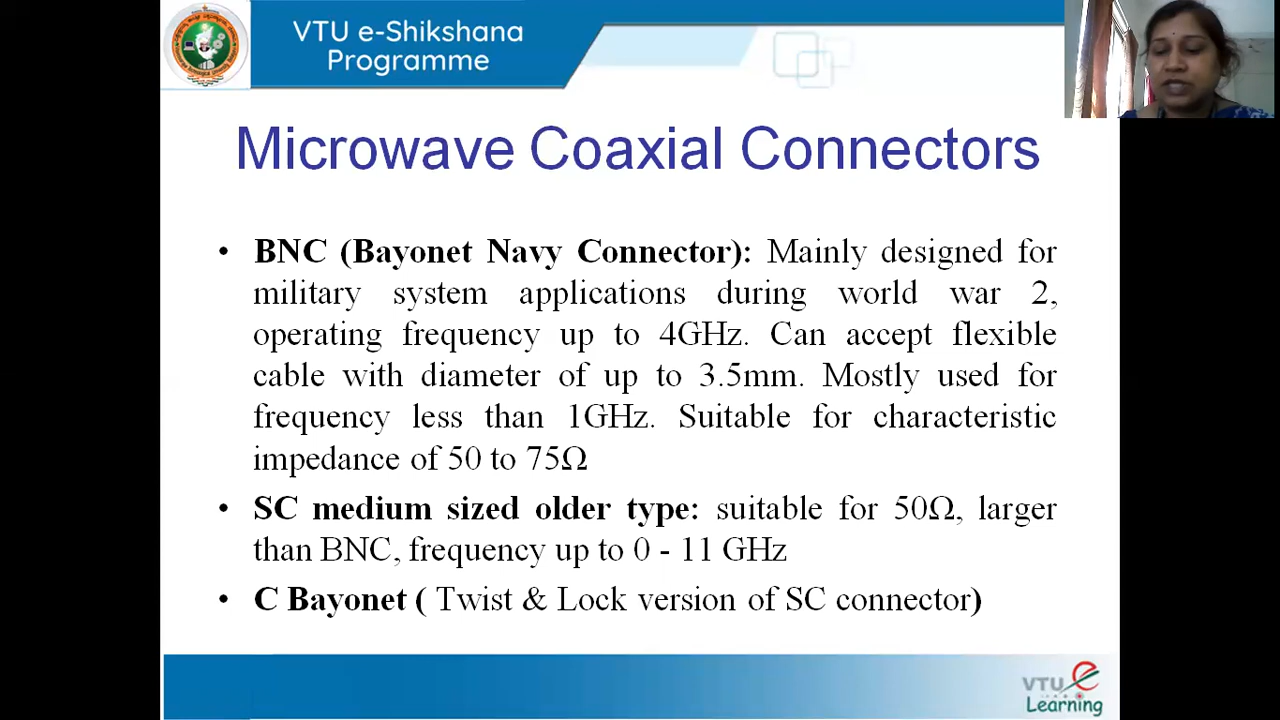 VTU e-Shikshana
Programme
Microwave Coaxial Connectors
• BNC (Bayonet Navy Connector): Mainly designed for
military system applications during world war 2,
operating frequency up to 4GHz. Can accept flexible
cable with diameter of up to 3.5mm. Mostly used for
frequency less than 1GHz. Suitable for characteristic
impedance of 50 to 75Ω
• SC medium sized older type: suitable for 50Ω, larger
than BNC, frequency up to 0 - 11 GHz
• C Bayonet ( Twist & Lock version of SC connector)
VTU e
Learning